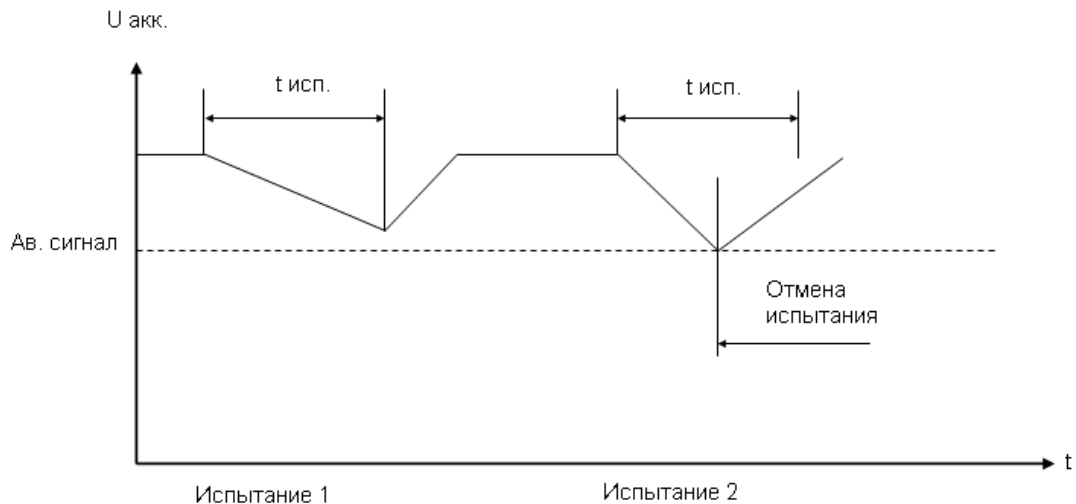 U акк.
t исп.
t исп.
Ав. сигнал
Отмена
испытания
t
Испытание 1
Испытание 2